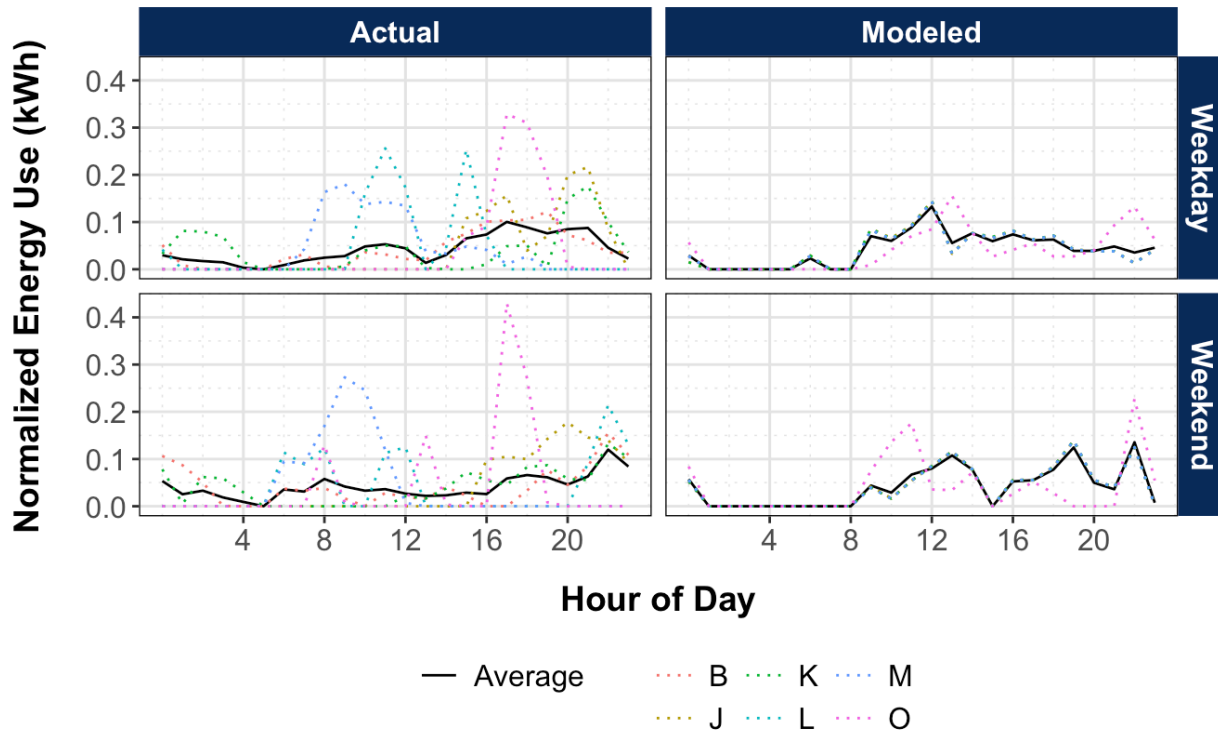 Actual Modeled
Normalized Energy Use (kWh)
0.4
0.3
0.2
0.1
0.0
Weekday
0.4
0.3
0.2
0.1
0.0
Weekend
4 8 12 16 20 4 8 12 16 20
Hour of Day
Average B K M
J L O